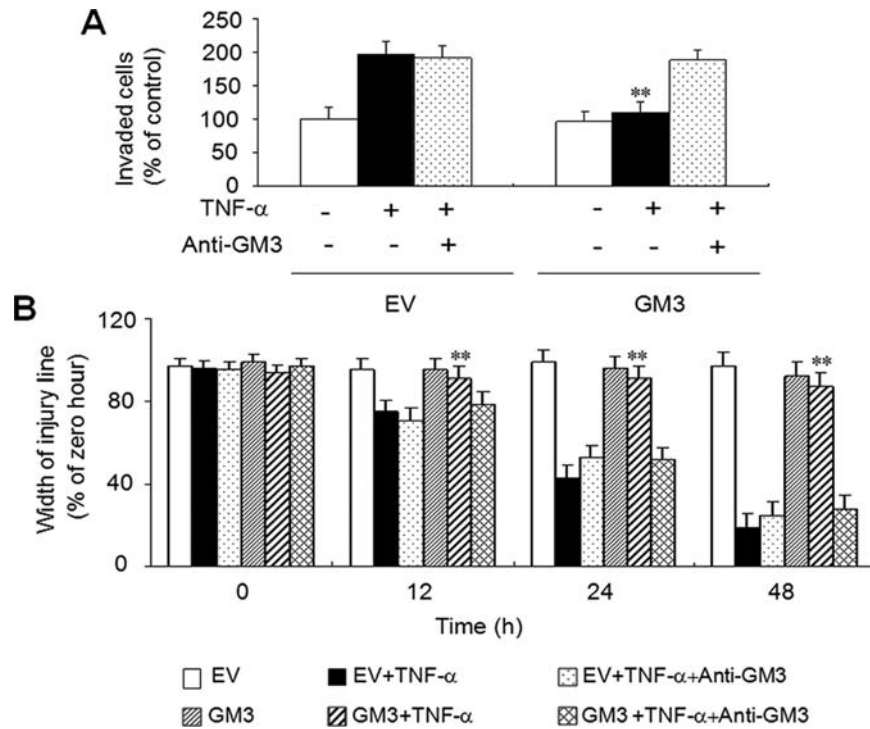 A
Invaded cells
(% of control)
250
200
150
100
50
0
**
TNF-α - + + - + +
Anti-GM3 - - + - - +
EV GM3
B
Width of injury line
(% of zero hour)
120
80
40
0
** ** **
0 12 24 48
Time (h)
EV EV+TNF-α EV+TNF-α+Anti-GM3
GM3 GM3+TNF-α GM3+TNF-α+Anti-GM3